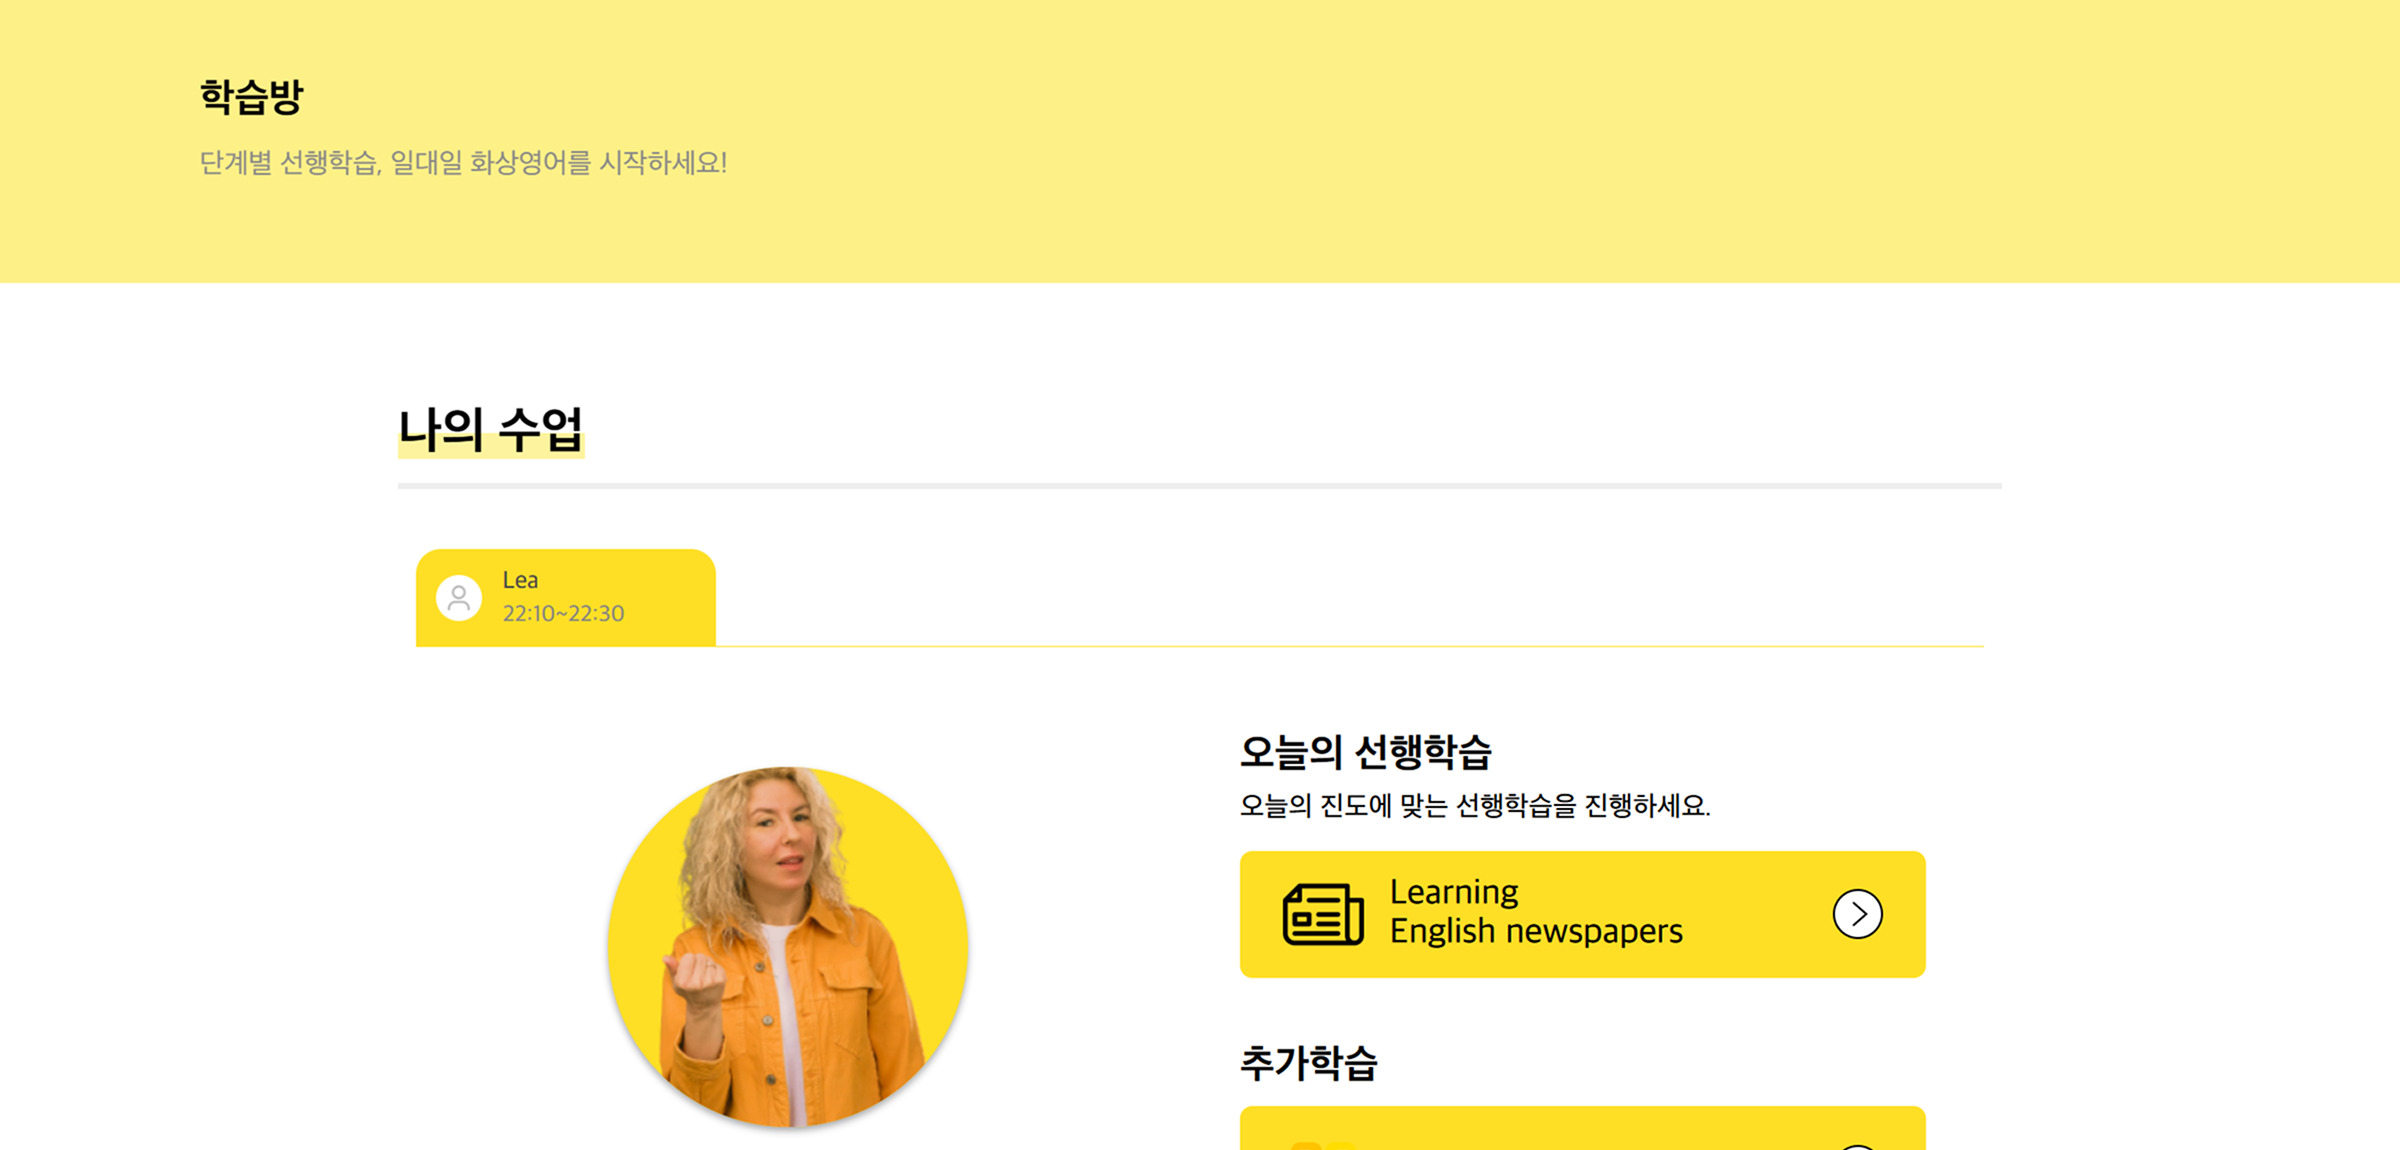 학습방
단계별 선행학습, 일대일 화상영어를 시작하세요!
나의 수업
Lea
22:10~22:30
오늘의 선행학습
오늘의 진도에 맞는 선행학습을 진행하세요.
Learning
English newspapers
추가학습